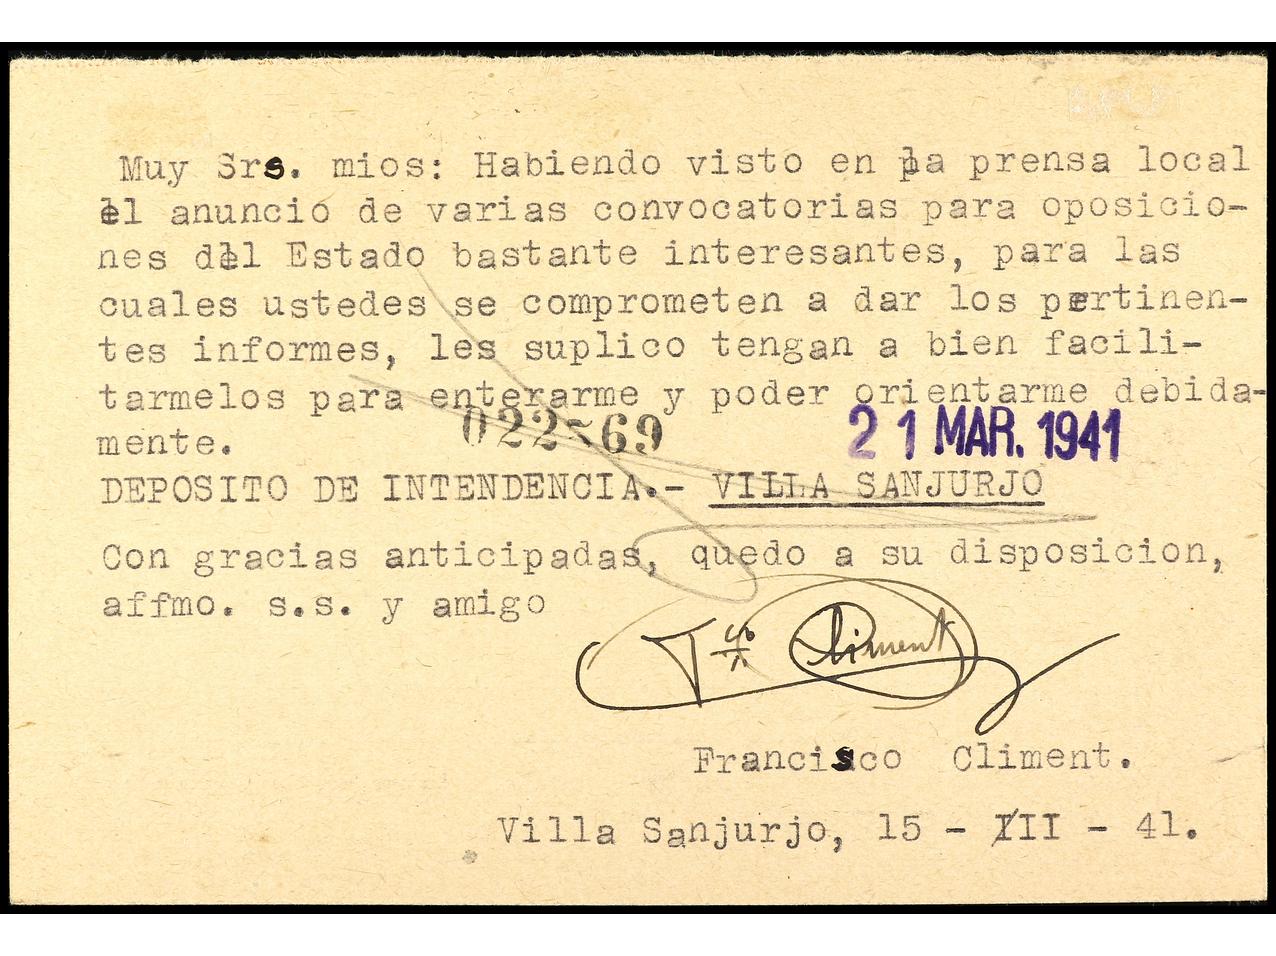 Muy Srs. mios: Habiendo visto en la prensa local
el anuncio de varias convocatorias para oposicio-
nes del Estado bastante interesantes, para las
cuales ustedes se comprometen a dar los pertinen-
tes informes, les suplico tengan a bien facili-
tarmelos para enterarme y poder orientarme debida-
mente.
022569
21 MAR. 1941
DEPOSITO DE INTENDENCIA.- VILLA SANJURJO
Con gracias anticipadas, quedo a su disposicion,
affmo. s.s. y amigo
Climent
Francisco Climent.
Villa Sanjurjo, 15 - III - 41.